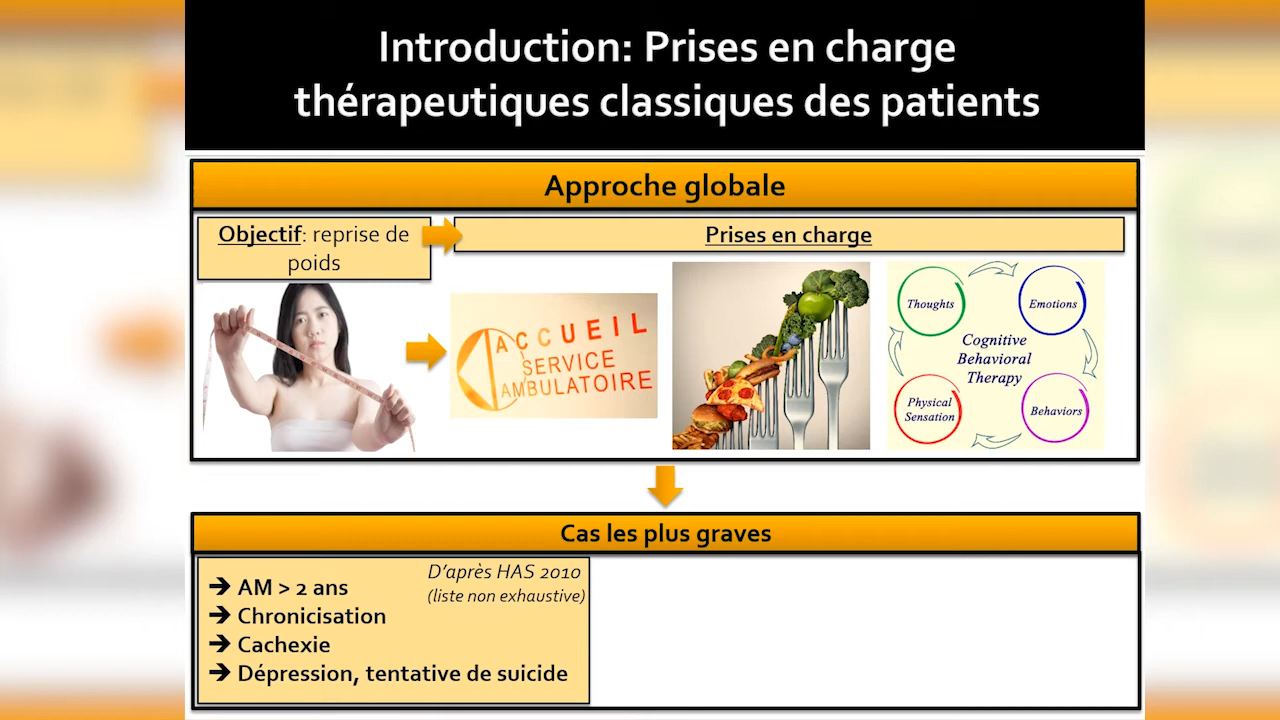 Introduction: Prises en charge
thérapeutiques classiques des patients
Approche globale
Objectif: reprise de
poids
Prises en charge
ACCUEIL
SERVICE
AMBULATOIRE
Thoughts
Emotions
Cognitive
Behavioral
Therapy
Physical
Sensation
Behaviors
Cas les plus graves
D'après HAS 2010
(liste non exhaustive)
➔ AM > 2 ans
➔ Chronicisation
➔ Cachexie
➔ Dépression, tentative de suicide